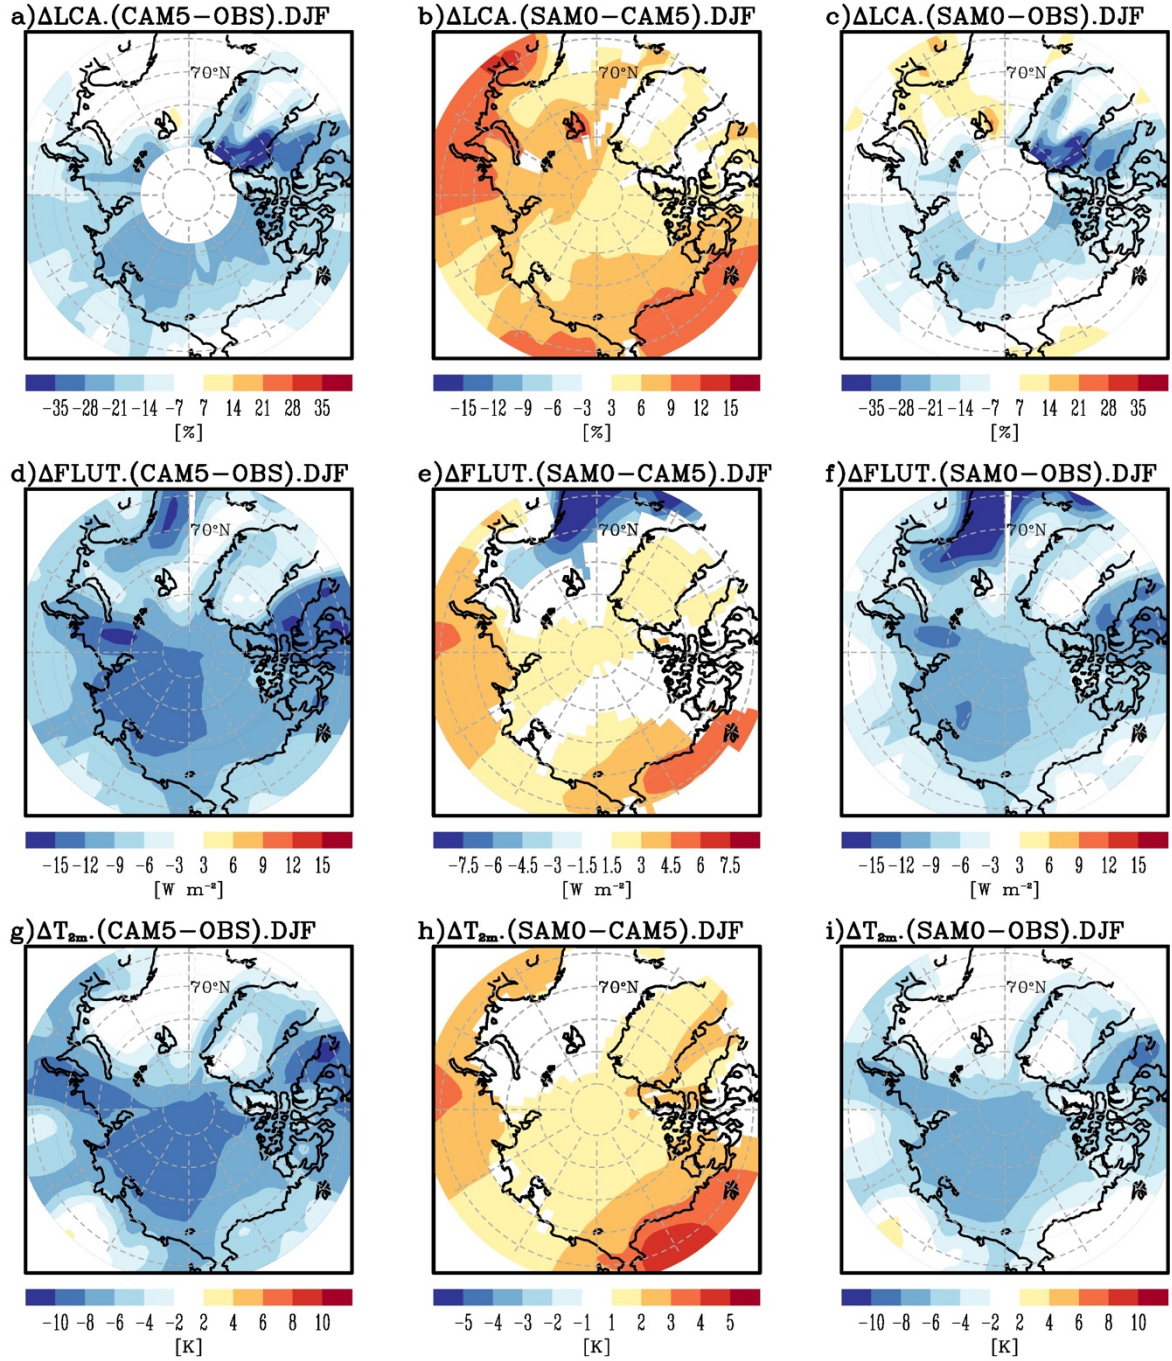 a)ΔLCA.(CAM5−OBS).DJF
b)ΔLCA.(SAM0−CAM5).DJF
c)ΔLCA.(SAM0−OBS).DJF
70°N
70°N
70°N
-35 -28 -21 -14 -7 7 14 21 28 35
-15 -12 -9 -6 -3 3 6 9 12 15
-35 -28 -21 -14 -7 7 14 21 28 35
[%]
[%]
[%]
d)ΔFLUT.(CAM5−OBS).DJF
e)ΔFLUT.(SAM0−CAM5).DJF
f)ΔFLUT.(SAM0−OBS).DJF
70°N
70°N
70°N
-15 -12 -9 -6 -3 3 6 9 12 15
-7.5 -6 -4.5 -3 -1.5 1.5 3 4.5 6 7.5
-15 -12 -9 -6 -3 3 6 9 12 15
[W m⁻²]
[W m⁻²]
[W m⁻²]
g)ΔT₂ₘ.(CAM5−OBS).DJF
h)ΔT₂ₘ.(SAM0−CAM5).DJF
i)ΔT₂ₘ.(SAM0−OBS).DJF
70°N
70°N
70°N
-10 -8 -6 -4 -2 2 4 6 8 10
-5 -4 -3 -2 -1 1 2 3 4 5
-10 -8 -6 -4 -2 2 4 6 8 10
[K]
[K]
[K]